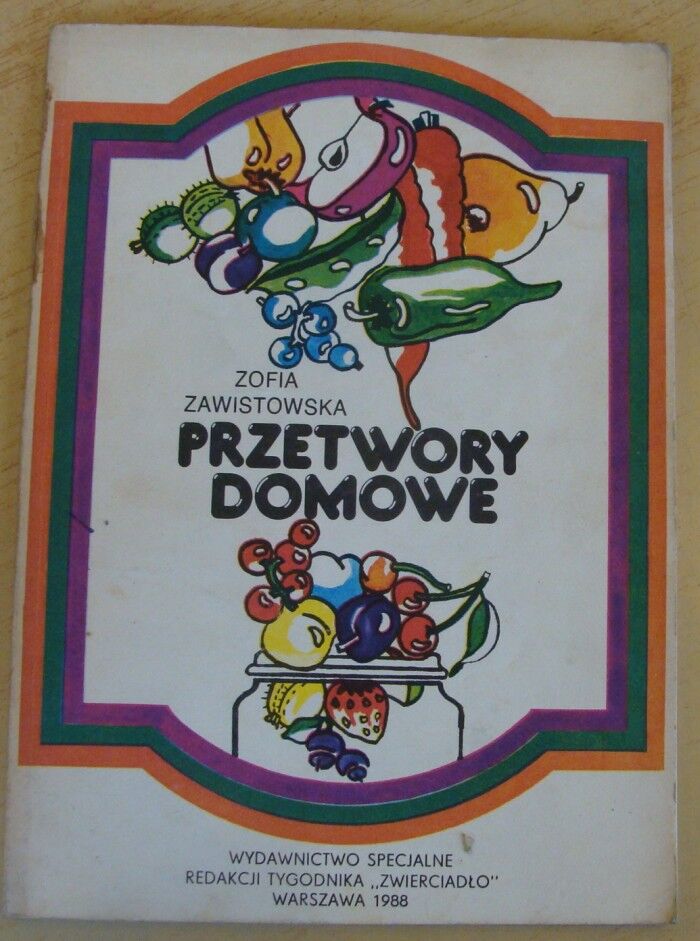 ZOFIA
ZAWISTOWSKA
PRZETWORY
DOMOWE
WYDAWNICTWO SPECJALNE
REDAKCJI TYGODNIKA „ZWIERCIADŁO"
WARSZAWA 1988